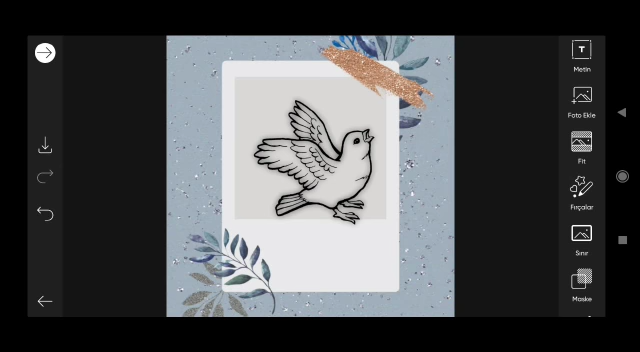 T
Metin
Foto Ekle
Fit
Fırçalar
Sınır
Maske